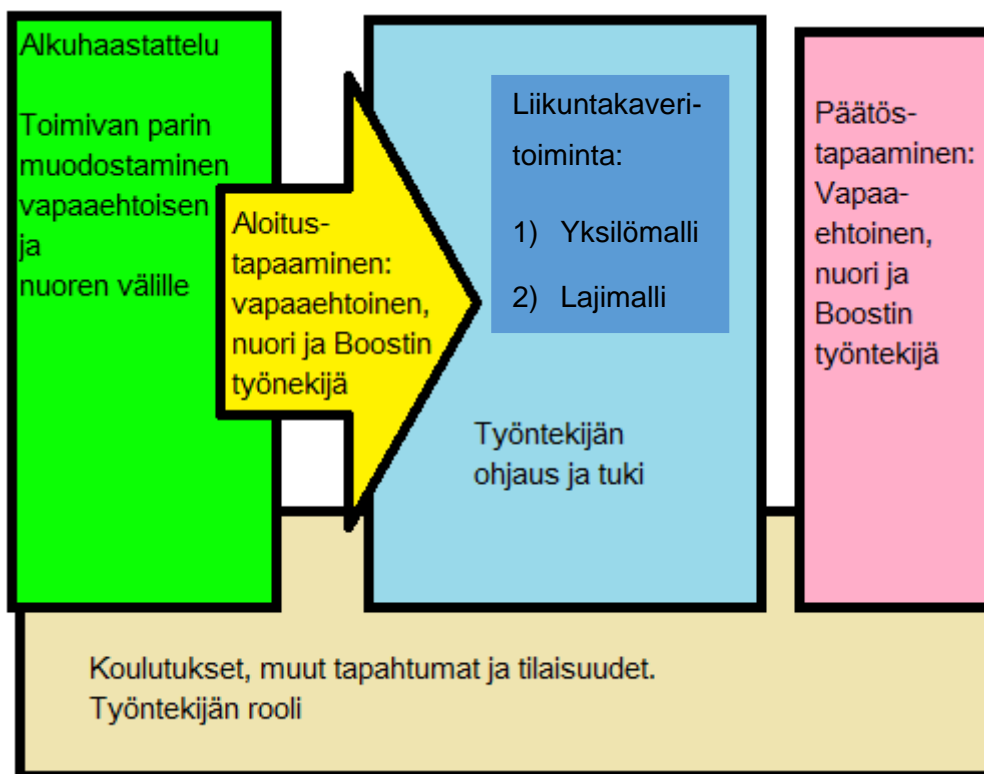 Alkuhaastattelu
Toimivan parin
muodostaminen
vapaaehtoisen
ja
nuoren välille
Aloitus-
tapaaminen:
vapaaehtoinen,
nuori ja Boostin
työnekijä
Liikuntakaveri-
toiminta:
1) Yksilömalli
2) Lajimalli
Työntekijän
ohjaus ja tuki
Päätös-
tapaaminen:
Vapaa-
ehtoinen,
nuori ja
Boostin
työntekijä
Koulutukset, muut tapahtumat ja tilaisuudet.
Työntekijän rooli